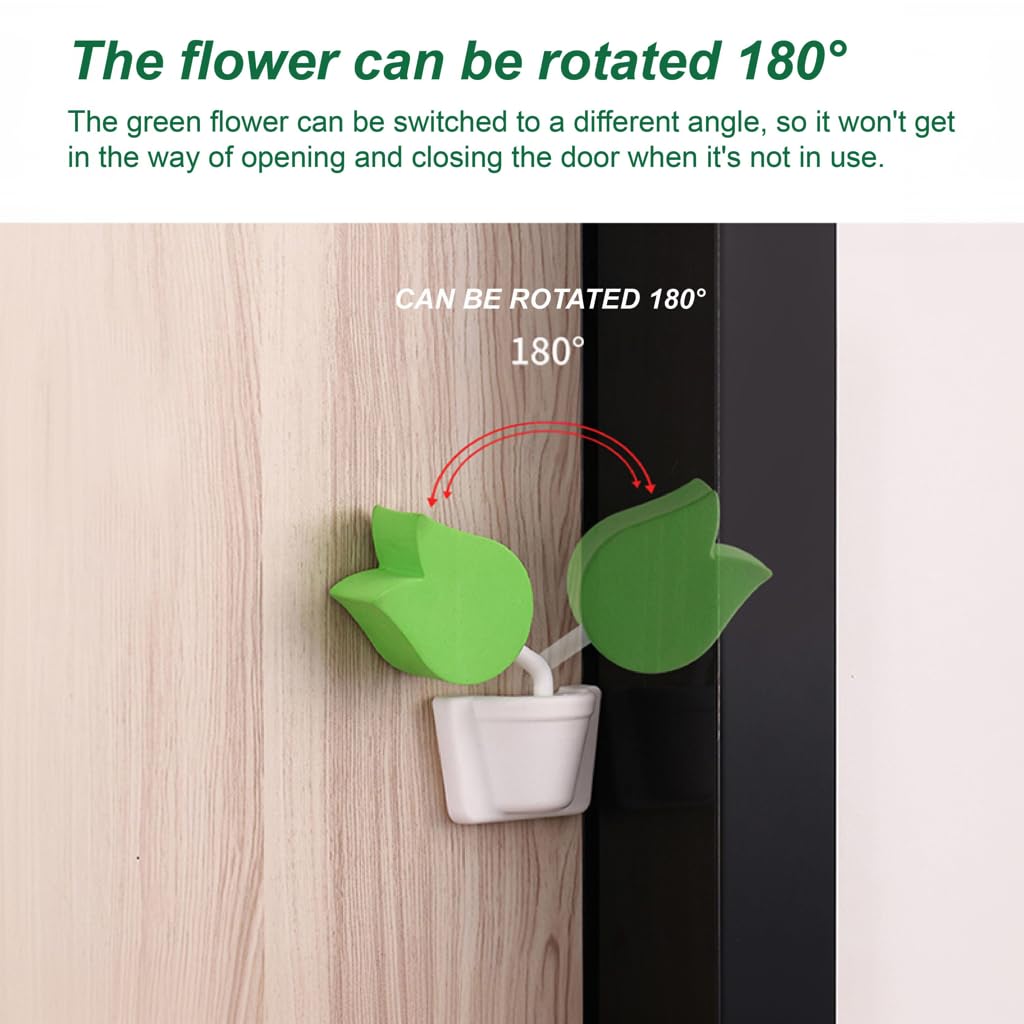 The flower can be rotated 180°
The green flower can be switched to a different angle, so it won't get
in the way of opening and closing the door when it's not in use.
CAN BE ROTATED 180°
180°